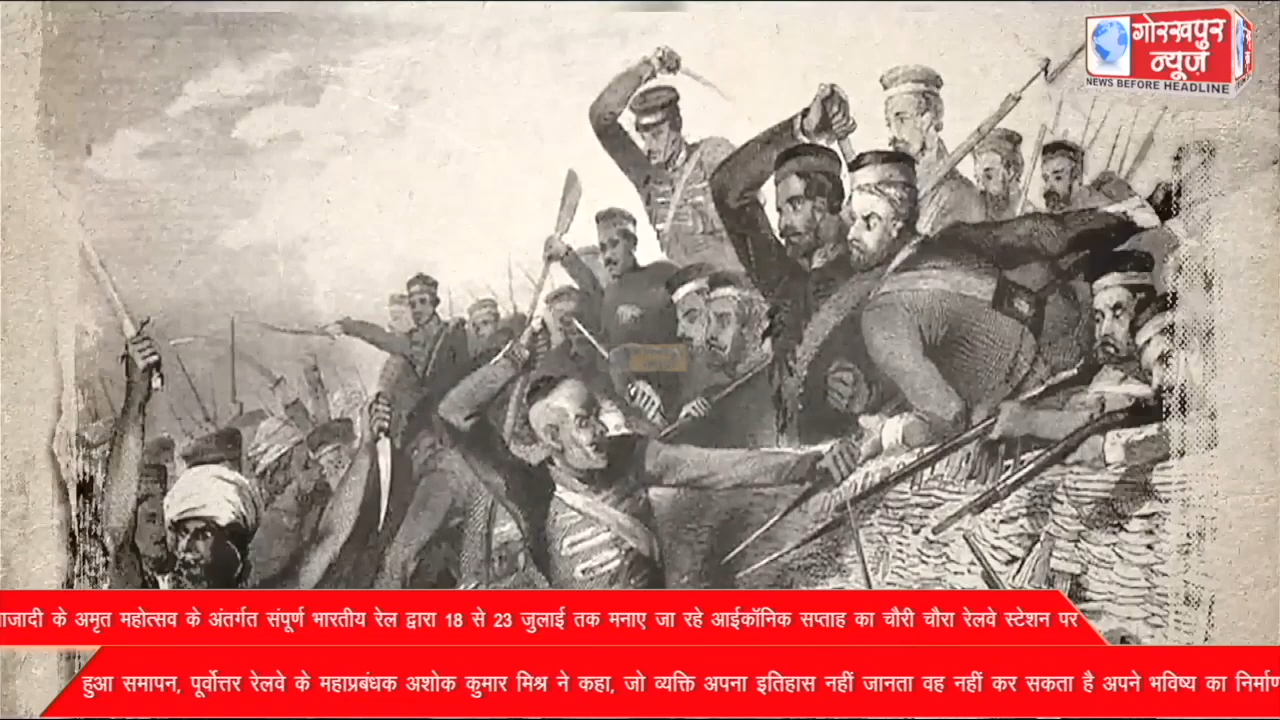 गोरखपुर
न्यूज़
NEWS BEFORE HEADLINE
जादी के अमृत महोत्सव के अंतर्गत संपूर्ण भारतीय रेल द्वारा 18 से 23 जुलाई तक मनाए जा रहे आईकॉनिक सप्ताह का चौरी चौरा रेलवे स्टेशन पर
हुआ समापन, पूर्वोत्तर रेलवे के महाप्रबंधक अशोक कुमार मिश्र ने कहा, जो व्यक्ति अपना इतिहास नहीं जानता वह नहीं कर सकता है अपने भविष्य का निर्माण